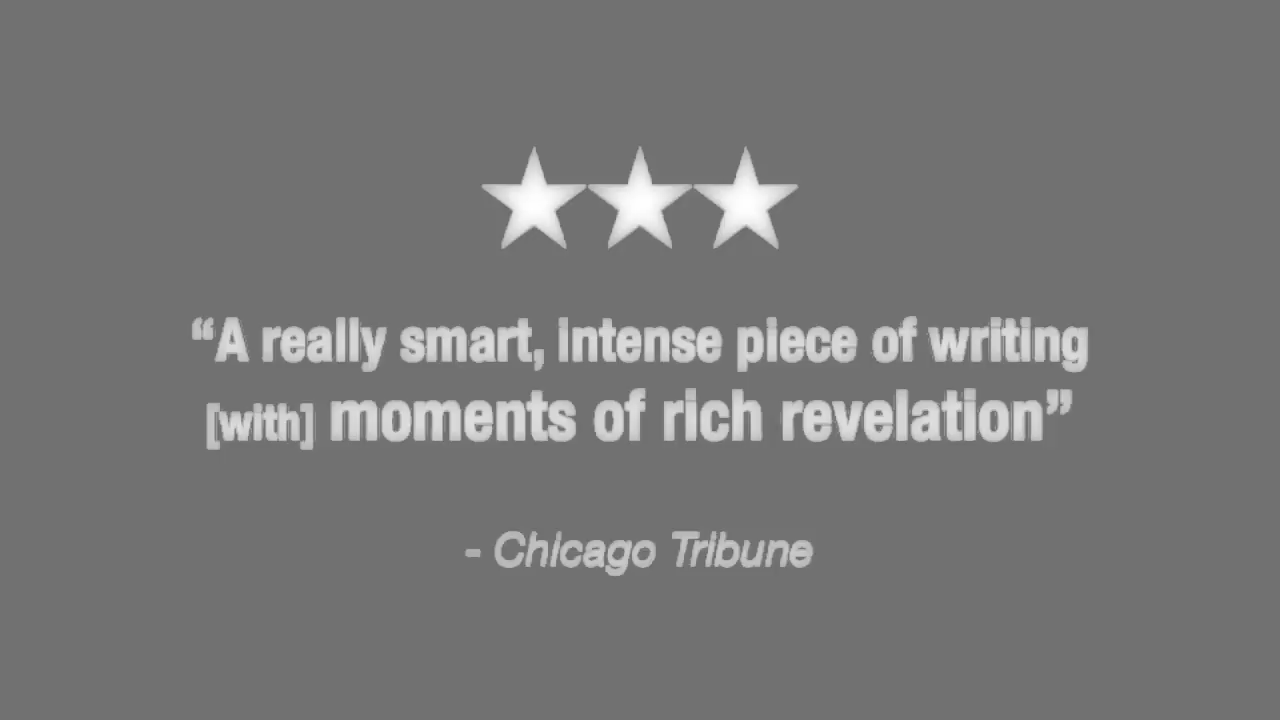 “A really smart, intense piece of writing
[with] moments of rich revelation”
- Chicago Tribune